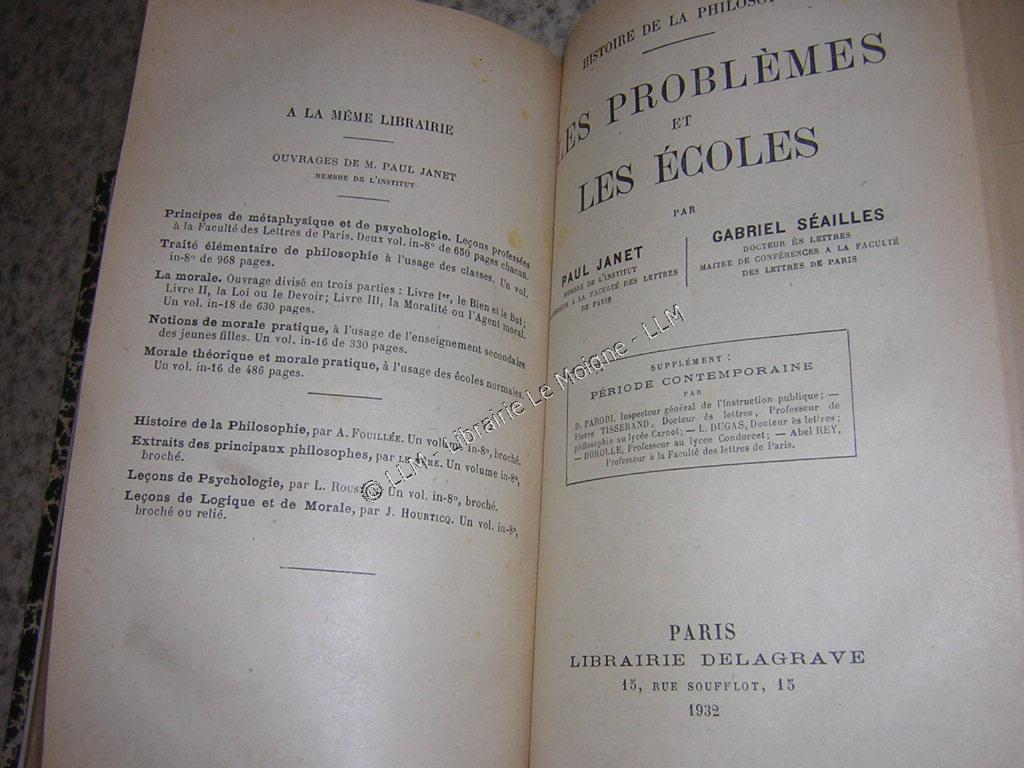 A LA MÊME LIBRAIRIE
OUVRAGES DE M. PAUL JANET
MEMBRE DE L'INSTITUT
Principes de métaphysique et de psychologie. Leçons professées
à la Faculté des Lettres de Paris. Deux vol. in-8º de 650 pages chacun.
Traité élémentaire de philosophie à l'usage des classes. Un vol.
in-8º de 968 pages.
La morale. Ouvrage divisé en trois parties : Livre Iᵉʳ, le Bien et le But;
Livre II, la Loi ou le Devoir; Livre III, la Moralité ou l'Agent moral.
Un vol. in-18 de 630 pages.
Notions de morale pratique, à l'usage de l'enseignement secondaire
des jeunes filles. Un vol. in-16 de 330 pages.
Morale théorique et morale pratique, à l'usage des écoles normales.
Un vol. in-16 de 486 pages.
Histoire de la Philosophie, par A. FOUILLÉE. Un volume in-8º, broché.
Extraits des principaux philosophes, par LE MÊME. Un volume in-8º,
broché.
Leçons de Psychologie, par L. Un vol. in-8º, broché.
Leçons de Logique et de Morale, par J. HOURTICQ. Un vol. in-8º,
broché ou relié.
HISTOIRE DE LA PHILOSO
LES PROBLÈMES
ET
LES ÉCOLES
PAR
PAUL JANET
MEMBRE DE L'INSTITUT
A LA FACULTÉ DES LETTRES
DE PARIS
GABRIEL SÉAILLES
DOCTEUR ÈS LETTRES
MAÎTRE DE CONFÉRENCES A LA FACULTÉ
DES LETTRES DE PARIS
SUPPLÉMENT :
PÉRIODE CONTEMPORAINE
PAR
D. PARODI, Inspecteur général de l'Instruction publique; —
Pierre TISSERAND, Docteur ès lettres, Professeur de
philosophie au lycée Carnot; — L. DUGAS, Docteur ès lettres;
— DOROLLE, Professeur au lycée Condorcet; — Abel REY,
Professeur à la Faculté des lettres de Paris.
PARIS
LIBRAIRIE DELAGRAVE
15, RUE SOUFFLOT, 15
1932
© LLM - Librairie Le Moigne - LLM